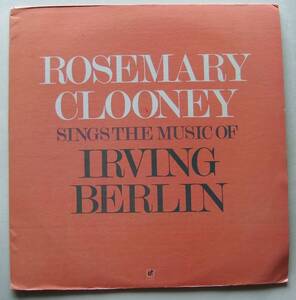 ROSEMARY
CLOONEY
SINGS THE MUSIC OF
IRVING
BERLIN